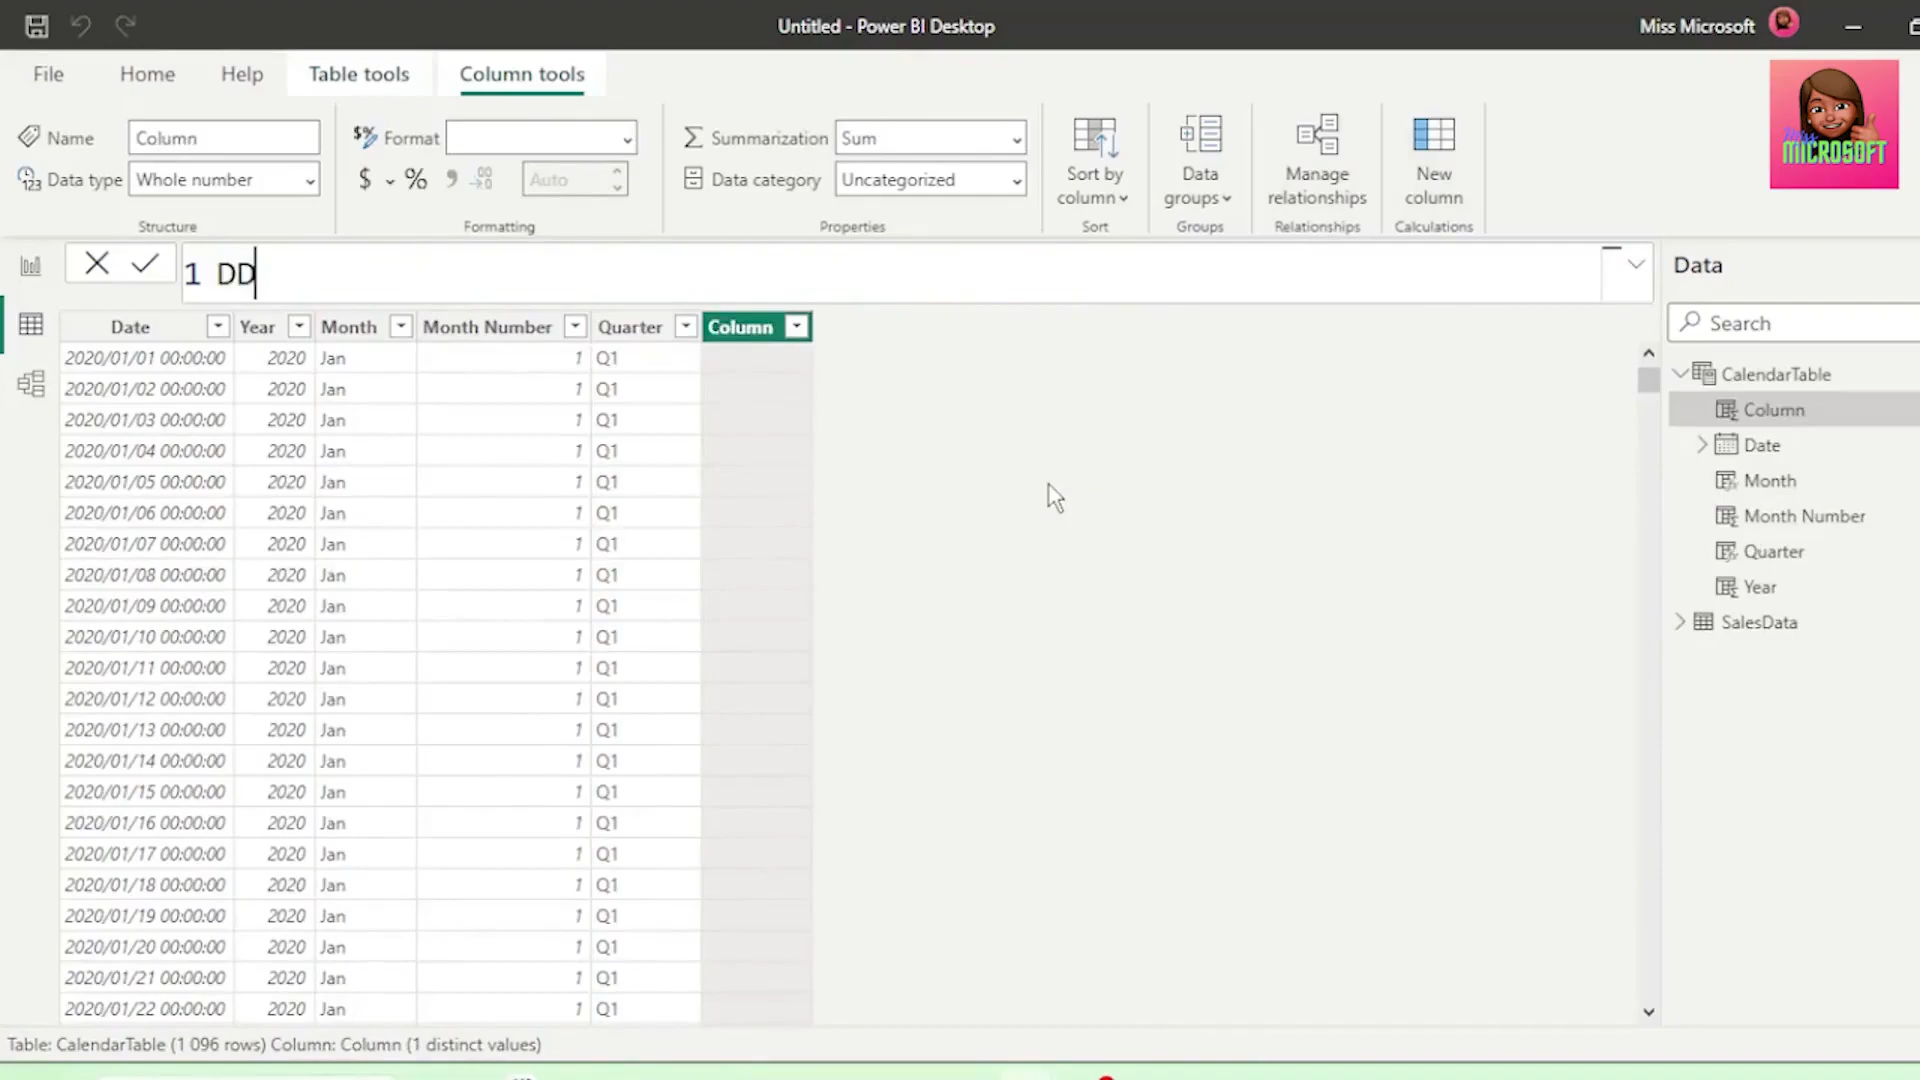 Untitled - Power BI Desktop
Miss Microsoft
File Home Help Table tools Column tools
Miss MICROSOFT
Name Column
Data type Whole number
Structure
Format
$ % Auto
Formatting
Summarization Sum
Data category Uncategorized
Properties
Sort by column
Sort
Data groups
Groups
Manage relationships
Relationships
New column
Calculations
1 DD
Date Year Month Month Number Quarter Column
2020/01/01 00:00:00 2020 Jan 1 Q1
2020/01/02 00:00:00 2020 Jan 1 Q1
2020/01/03 00:00:00 2020 Jan 1 Q1
2020/01/04 00:00:00 2020 Jan 1 Q1
2020/01/05 00:00:00 2020 Jan 1 Q1
2020/01/06 00:00:00 2020 Jan 1 Q1
2020/01/07 00:00:00 2020 Jan 1 Q1
2020/01/08 00:00:00 2020 Jan 1 Q1
2020/01/09 00:00:00 2020 Jan 1 Q1
2020/01/10 00:00:00 2020 Jan 1 Q1
2020/01/11 00:00:00 2020 Jan 1 Q1
2020/01/12 00:00:00 2020 Jan 1 Q1
2020/01/13 00:00:00 2020 Jan 1 Q1
2020/01/14 00:00:00 2020 Jan 1 Q1
2020/01/15 00:00:00 2020 Jan 1 Q1
2020/01/16 00:00:00 2020 Jan 1 Q1
2020/01/17 00:00:00 2020 Jan 1 Q1
2020/01/18 00:00:00 2020 Jan 1 Q1
2020/01/19 00:00:00 2020 Jan 1 Q1
2020/01/20 00:00:00 2020 Jan 1 Q1
2020/01/21 00:00:00 2020 Jan 1 Q1
2020/01/22 00:00:00 2020 Jan 1 Q1
Data
Search
CalendarTable
Column
Date
Month
Month Number
Quarter
Year
SalesData
Table: CalendarTable (1 096 rows) Column: Column (1 distinct values)